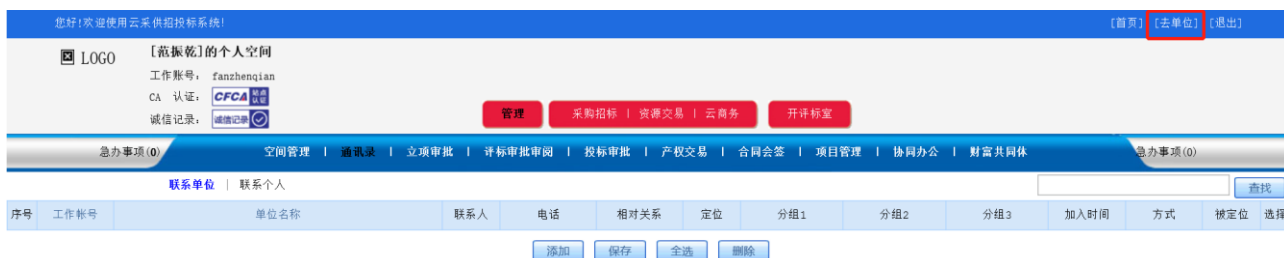 您好!欢迎使用云采供招投标系统! [首页] [去单位] [退出]
LOGO [范振乾]的个人空间
工作账号: fanzhenqian
CA 认证: CFCA 站点认证
诚信记录: 诚信记录
管理 采购招标 | 资源交易 | 云商务 开评标室
急办事项(0) 空间管理 | 通讯录 | 立项审批 | 评标审批审阅 | 投标审批 | 产权交易 | 合同会签 | 项目管理 | 协同办公 | 财富共同体 急办事项(0)
联系单位 | 联系个人 查找
序号 工作帐号 单位名称 联系人 电话 相对关系 定位 分组1 分组2 分组3 加入时间 方式 被定位 选择
添加 保存 全选 删除